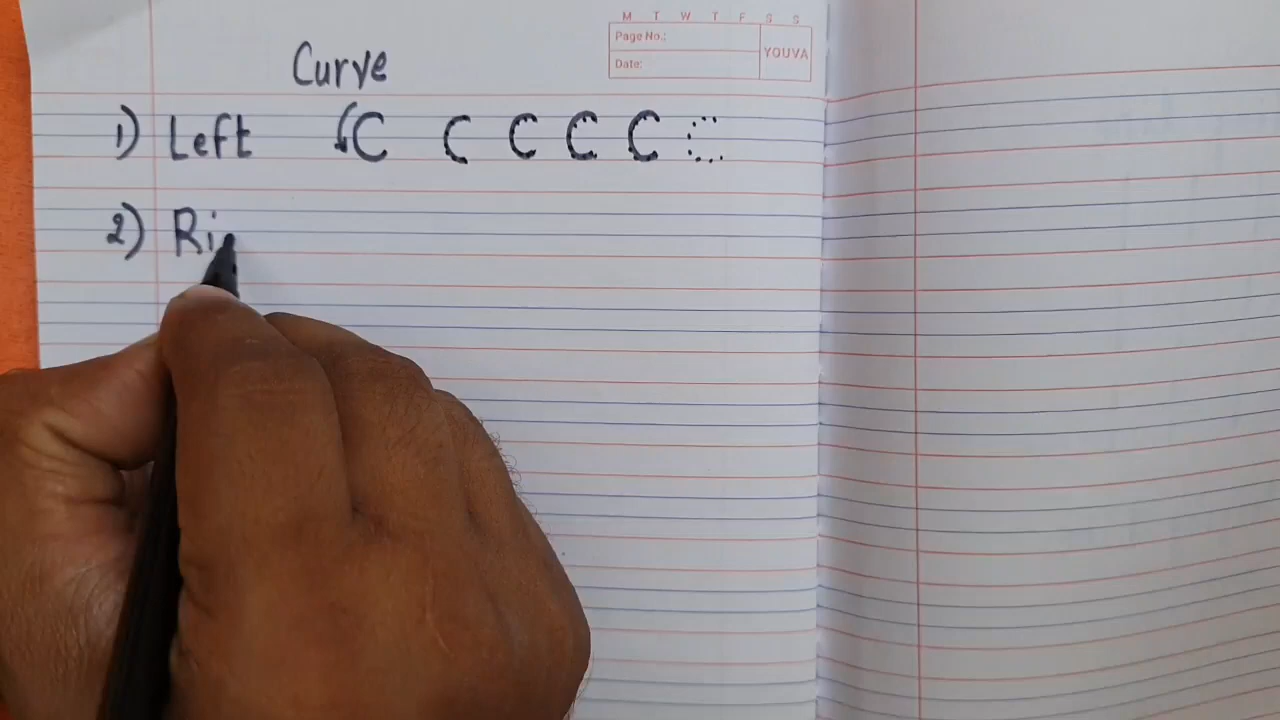 M T W T F S S
Page No.:
YOUVA
Date:
Curve
1) Left C C C C C C
2) Ri